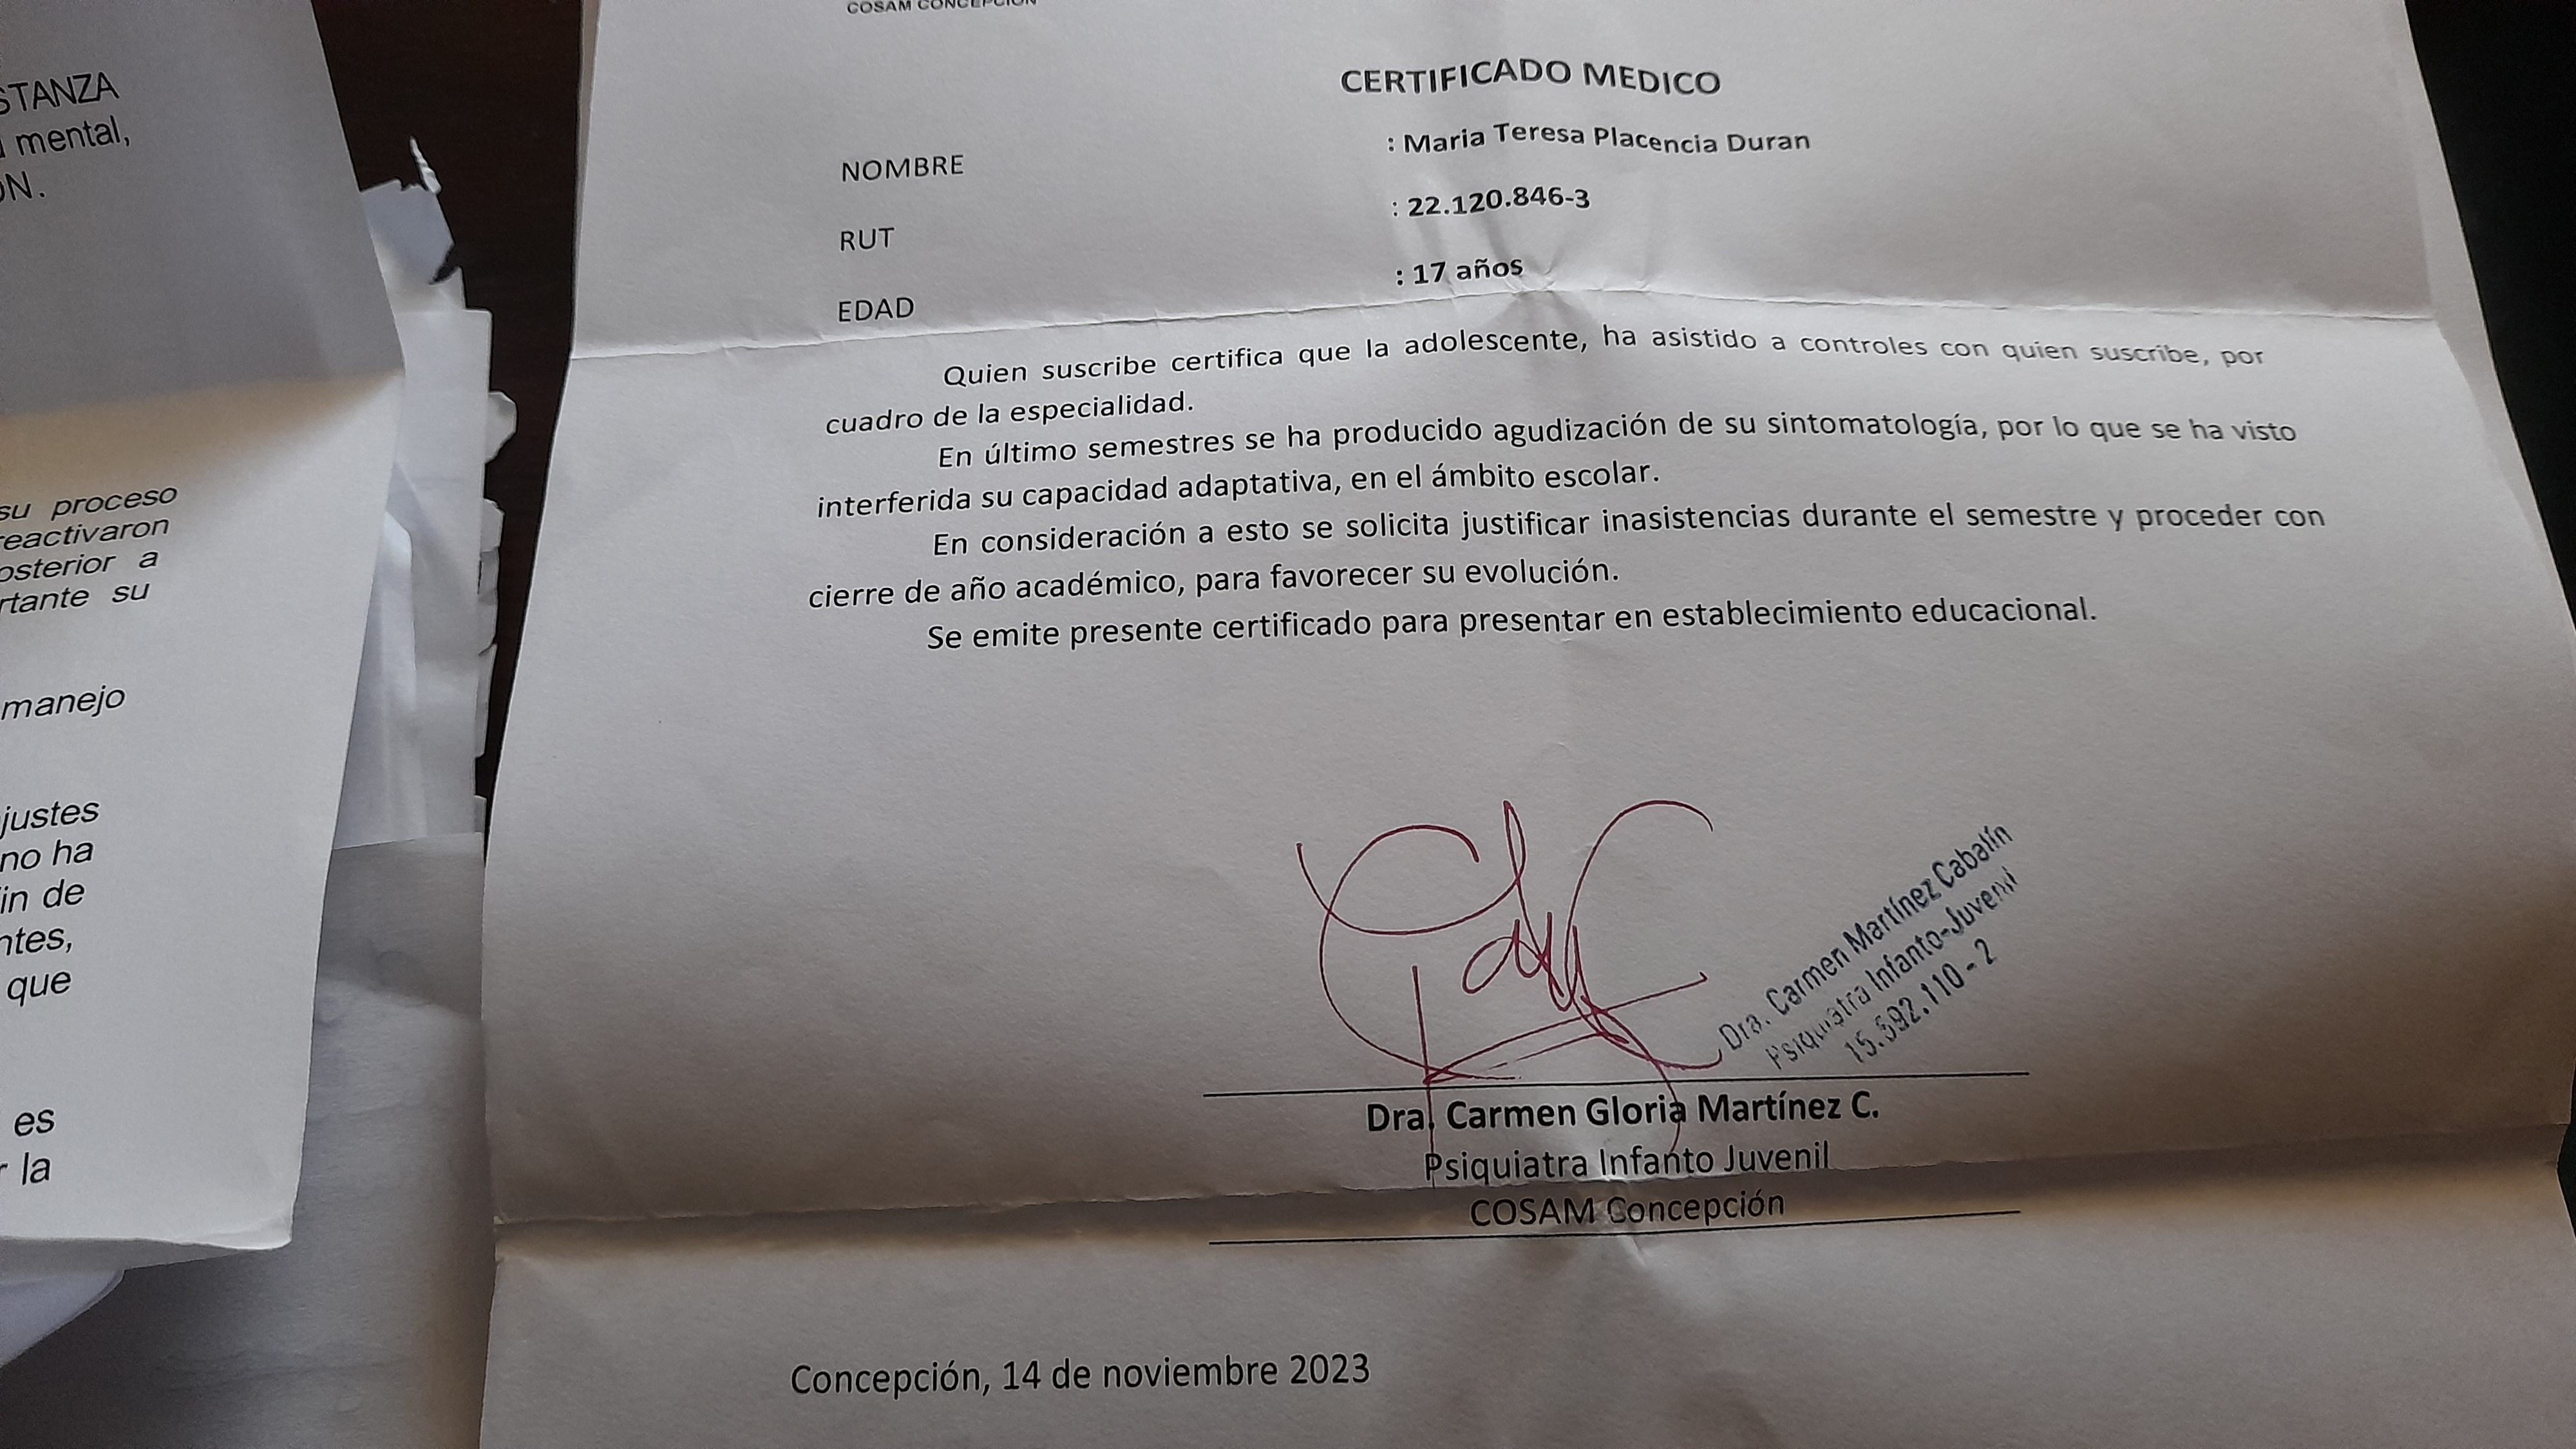 STANZA
mental,
ON.
su proceso
reactivaron
osterior a
rtante su
manejo
justes
no ha
in de
ntes,
que
es
r la
COSAM CONCEPCION
CERTIFICADO MEDICO
NOMBRE : Maria Teresa Placencia Duran
RUT : 22.120.846-3
EDAD : 17 años
Quien suscribe certifica que la adolescente, ha asistido a controles con quien suscribe, por
cuadro de la especialidad.
En último semestres se ha producido agudización de su sintomatología, por lo que se ha visto
interferida su capacidad adaptativa, en el ámbito escolar.
En consideración a esto se solicita justificar inasistencias durante el semestre y proceder con
cierre de año académico, para favorecer su evolución.
Se emite presente certificado para presentar en establecimiento educacional.
Dra. Carmen Martínez Cabalín
Psiquiatra Infanto-Juvenil
15.592.110-2
Dra. Carmen Gloria Martínez C.
Psiquiatra Infanto Juvenil
COSAM Concepción
Concepción, 14 de noviembre 2023